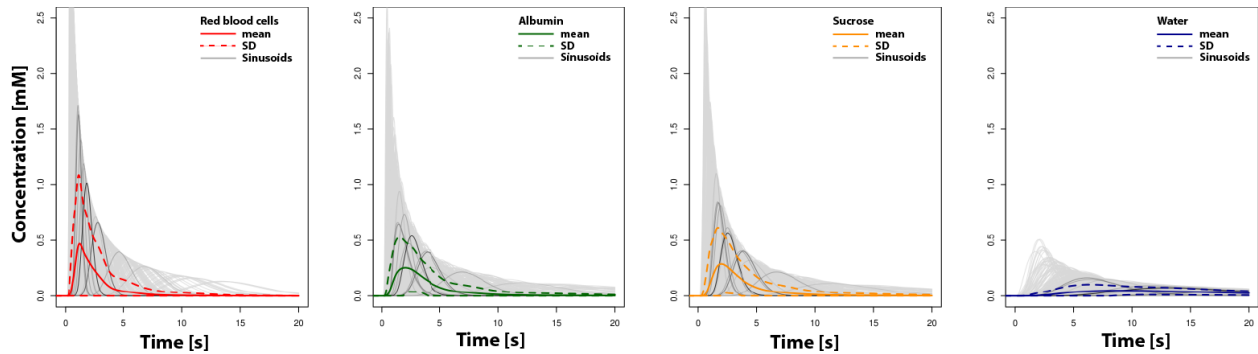 Concentration [mM]
Red blood cells
mean
SD
Sinusoids
2.5
2.0
1.5
1.0
0.5
0.0
0 5 10 15 20
Time [s]
Albumin
mean
SD
Sinusoids
2.5
2.0
1.5
1.0
0.5
0.0
0 5 10 15 20
Time [s]
Sucrose
mean
SD
Sinusoids
2.5
2.0
1.5
1.0
0.5
0.0
0 5 10 15 20
Time [s]
Water
mean
SD
Sinusoids
2.5
2.0
1.5
1.0
0.5
0.0
0 5 10 15 20
Time [s]